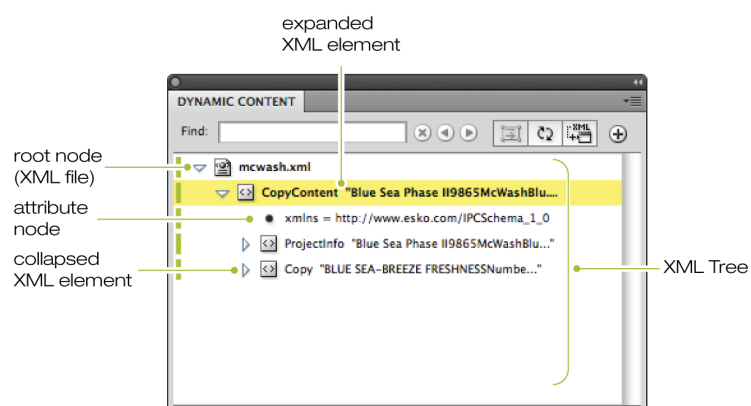 expanded
XML element
DYNAMIC CONTENT
Find:
XML
root node
(XML file)
mcwash.xml
CopyContent "Blue Sea Phase II9865McWashBlu....
attribute
node
xmlns = http://www.esko.com/IPCSchema_1_0
ProjectInfo "Blue Sea Phase II9865McWashBlu..."
collapsed
XML element
Copy "BLUE SEA-BREEZE FRESHNESSNumbe..."
XML Tree